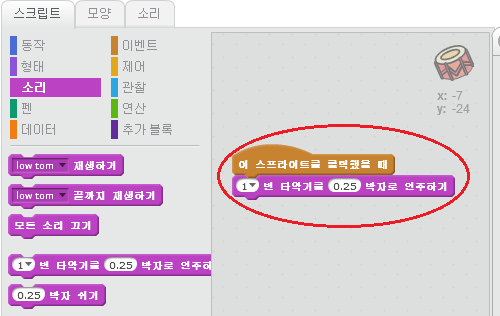 스크립트 모양 소리
동작 이벤트
형태 제어
소리 관찰
펜 연산
데이터 추가 블록
low tom 재생하기
low tom 끝까지 재생하기
모든 소리 끄기
1 번 타악기를 0.25 박자로 연주하
0.25 박자 쉬기
x: -7
y: -24
이 스프라이트를 클릭했을 때
1 번 타악기를 0.25 박자로 연주하기